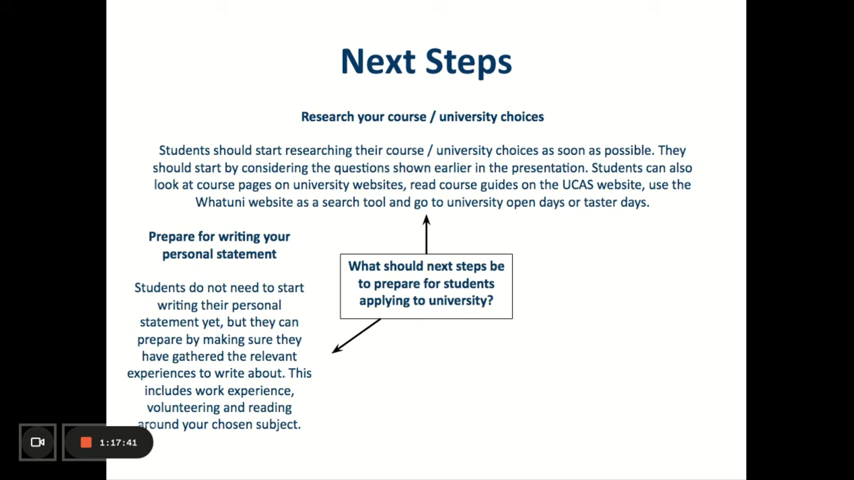 Next Steps
Research your course / university choices
Students should start researching their course / university choices as soon as possible. They
should start by considering the questions shown earlier in the presentation. Students can also
look at course pages on university websites, read course guides on the UCAS website, use the
Whatuni website as a search tool and go to university open days or taster days.
Prepare for writing your
personal statement
Students do not need to start
writing their personal
statement yet, but they can
prepare by making sure they
have gathered the relevant
experiences to write about. This
includes work experience,
volunteering and reading
around your chosen subject.
What should next steps be
to prepare for students
applying to university?
1:17:41